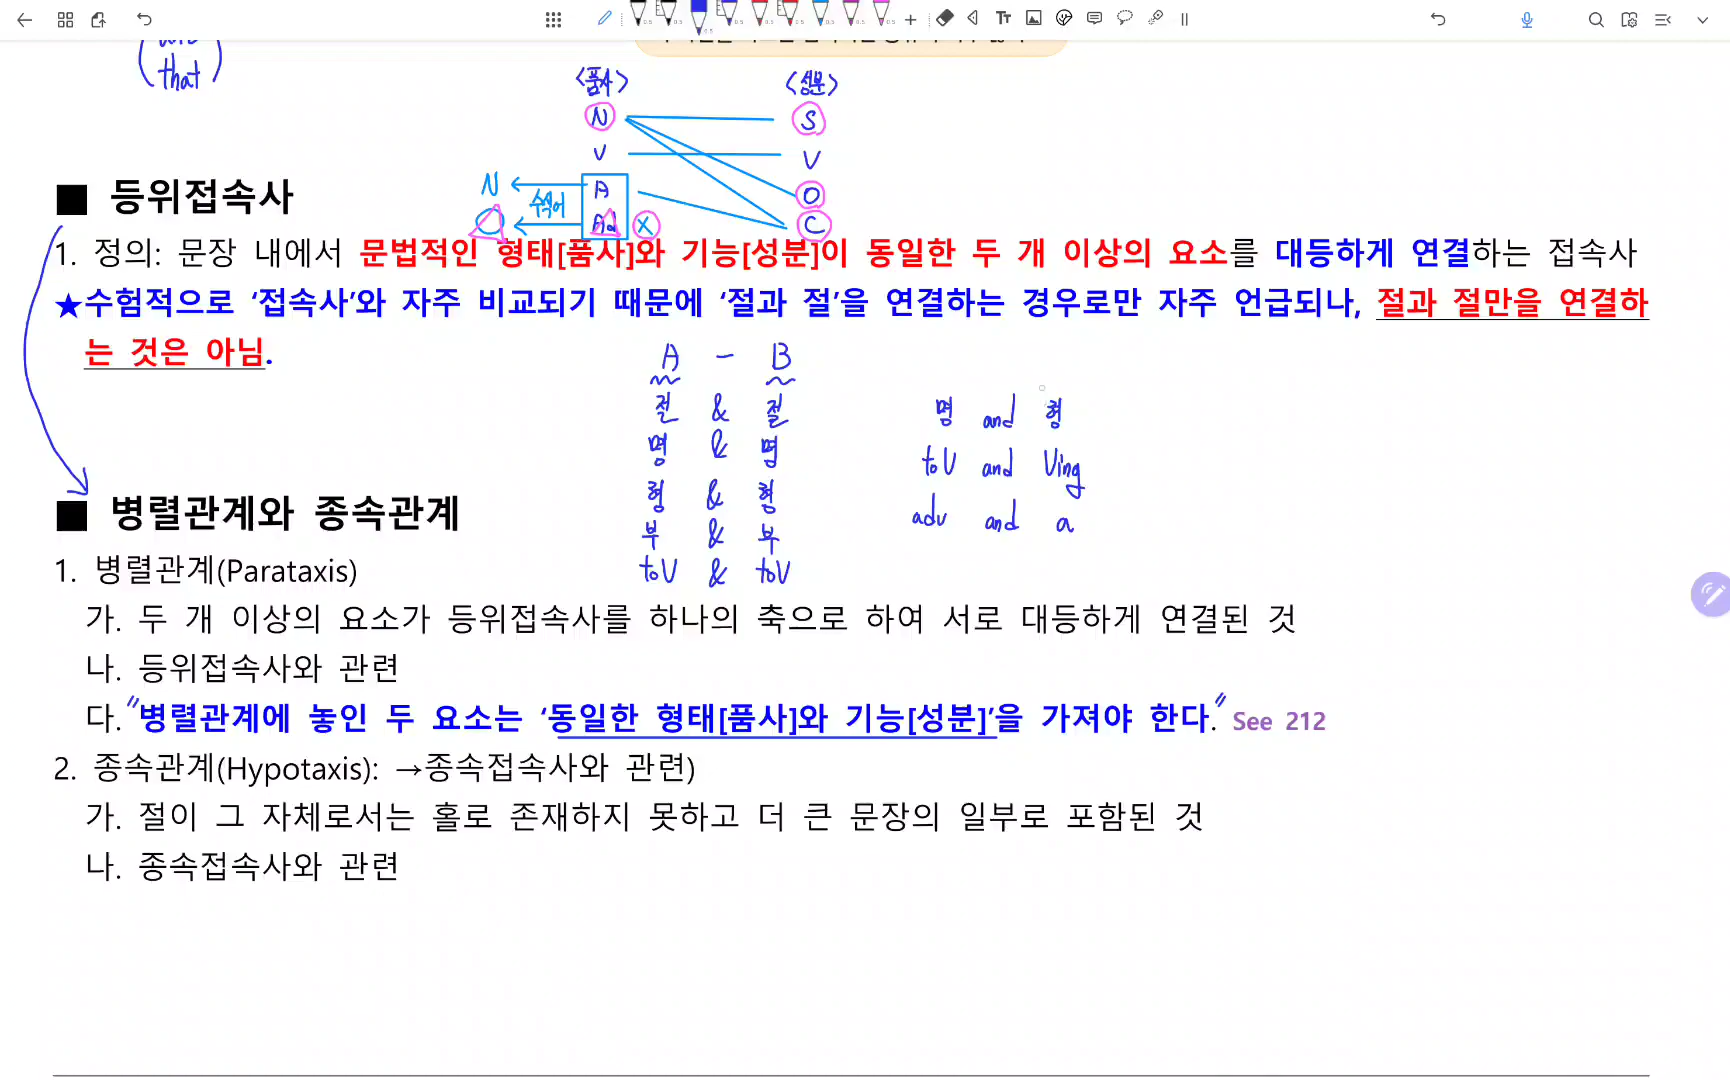 that
<품사> <성분>
N S
V V
N 수식어 A O
Ad X C
■ 등위접속사
1. 정의: 문장 내에서 문법적인 형태[품사]와 기능[성분]이 동일한 두 개 이상의 요소를 대등하게 연결하는 접속사
★수험적으로 ‘접속사’와 자주 비교되기 때문에 ‘절과 절’을 연결하는 경우로만 자주 언급되나, 절과 절만을 연결하
는 것은 아님.
A - B
절 & 절
명 & 명
형 & 형
부 & 부
toV & toV
명 and 형
toV and Ving
adv and a
■ 병렬관계와 종속관계
1. 병렬관계(Parataxis)
가. 두 개 이상의 요소가 등위접속사를 하나의 축으로 하여 서로 대등하게 연결된 것
나. 등위접속사와 관련
다. "병렬관계에 놓인 두 요소는 ‘동일한 형태[품사]와 기능[성분]’을 가져야 한다." See 212
2. 종속관계(Hypotaxis): →종속접속사와 관련)
가. 절이 그 자체로서는 홀로 존재하지 못하고 더 큰 문장의 일부로 포함된 것
나. 종속접속사와 관련